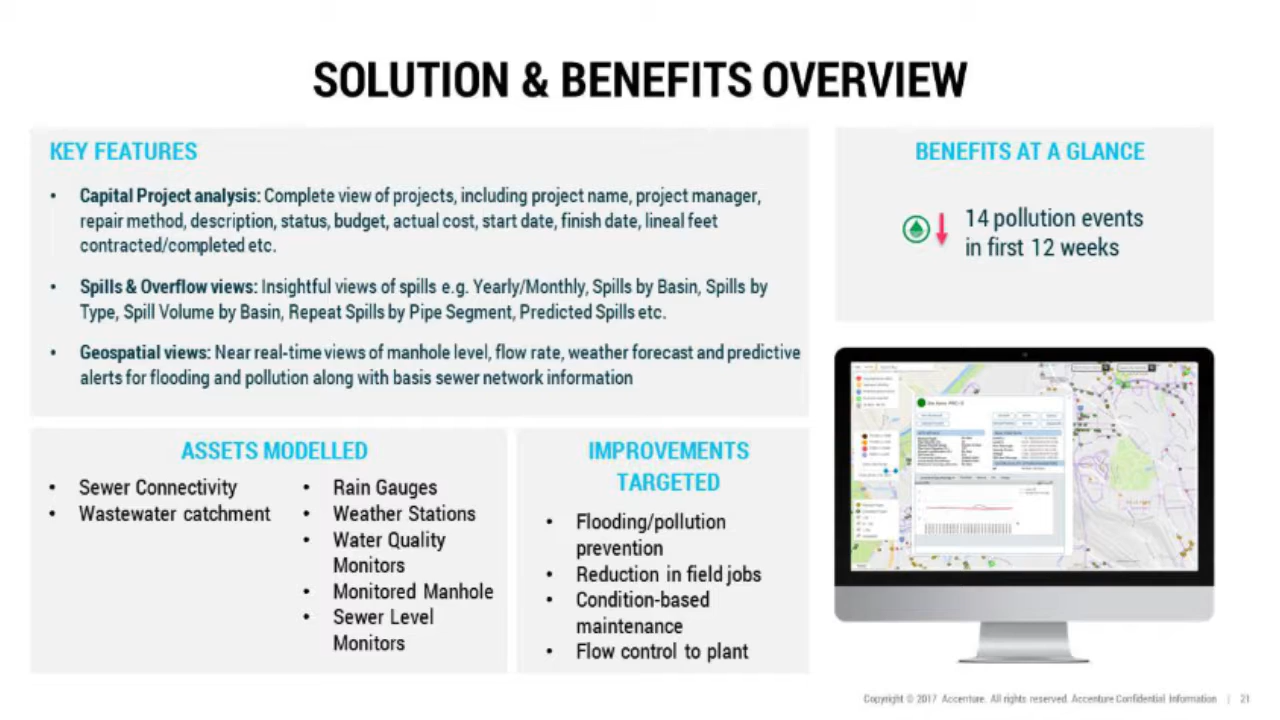 SOLUTION & BENEFITS OVERVIEW
KEY FEATURES
• Capital Project analysis: Complete view of projects, including project name, project manager,
repair method, description, status, budget, actual cost, start date, finish date, lineal feet
contracted/completed etc.
• Spills & Overflow views: Insightful views of spills e.g. Yearly/Monthly, Spills by Basin, Spills by
Type, Spill Volume by Basin, Repeat Spills by Pipe Segment, Predicted Spills etc.
• Geospatial views: Near real-time views of manhole level, flow rate, weather forecast and predictive
alerts for flooding and pollution along with basis sewer network information
BENEFITS AT A GLANCE
14 pollution events
in first 12 weeks
ASSETS MODELLED
• Sewer Connectivity
• Wastewater catchment
• Rain Gauges
• Weather Stations
• Water Quality
Monitors
• Monitored Manhole
• Sewer Level
Monitors
IMPROVEMENTS
TARGETED
• Flooding/pollution
prevention
• Reduction in field jobs
• Condition-based
maintenance
• Flow control to plant
Copyright © 2017 Accenture. All rights reserved. Accenture Confidential Information | 21